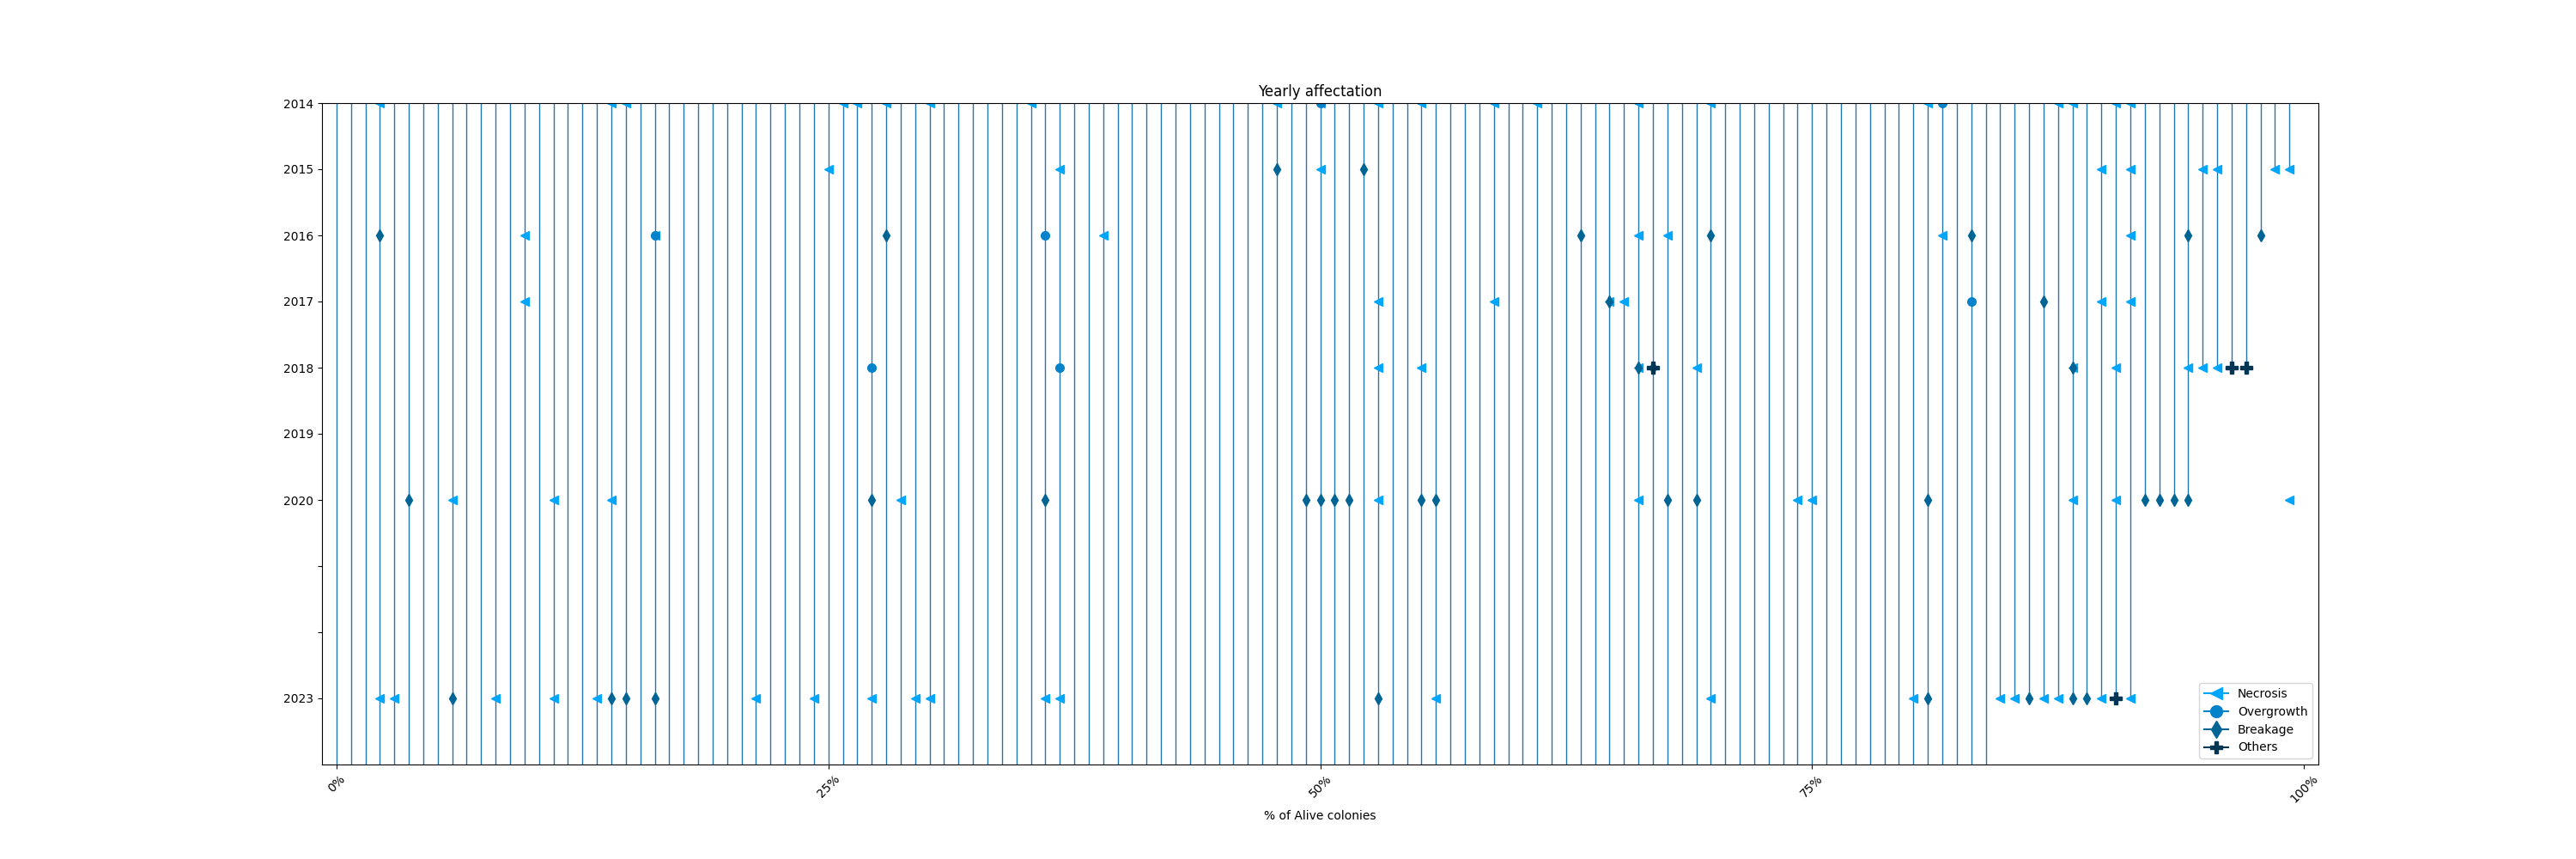 Yearly affectation
2014
2015
2016
2017
2018
2019
2020
2023
Necrosis
Overgrowth
Breakage
Others
0%
25%
50%
75%
100%
% of Alive colonies